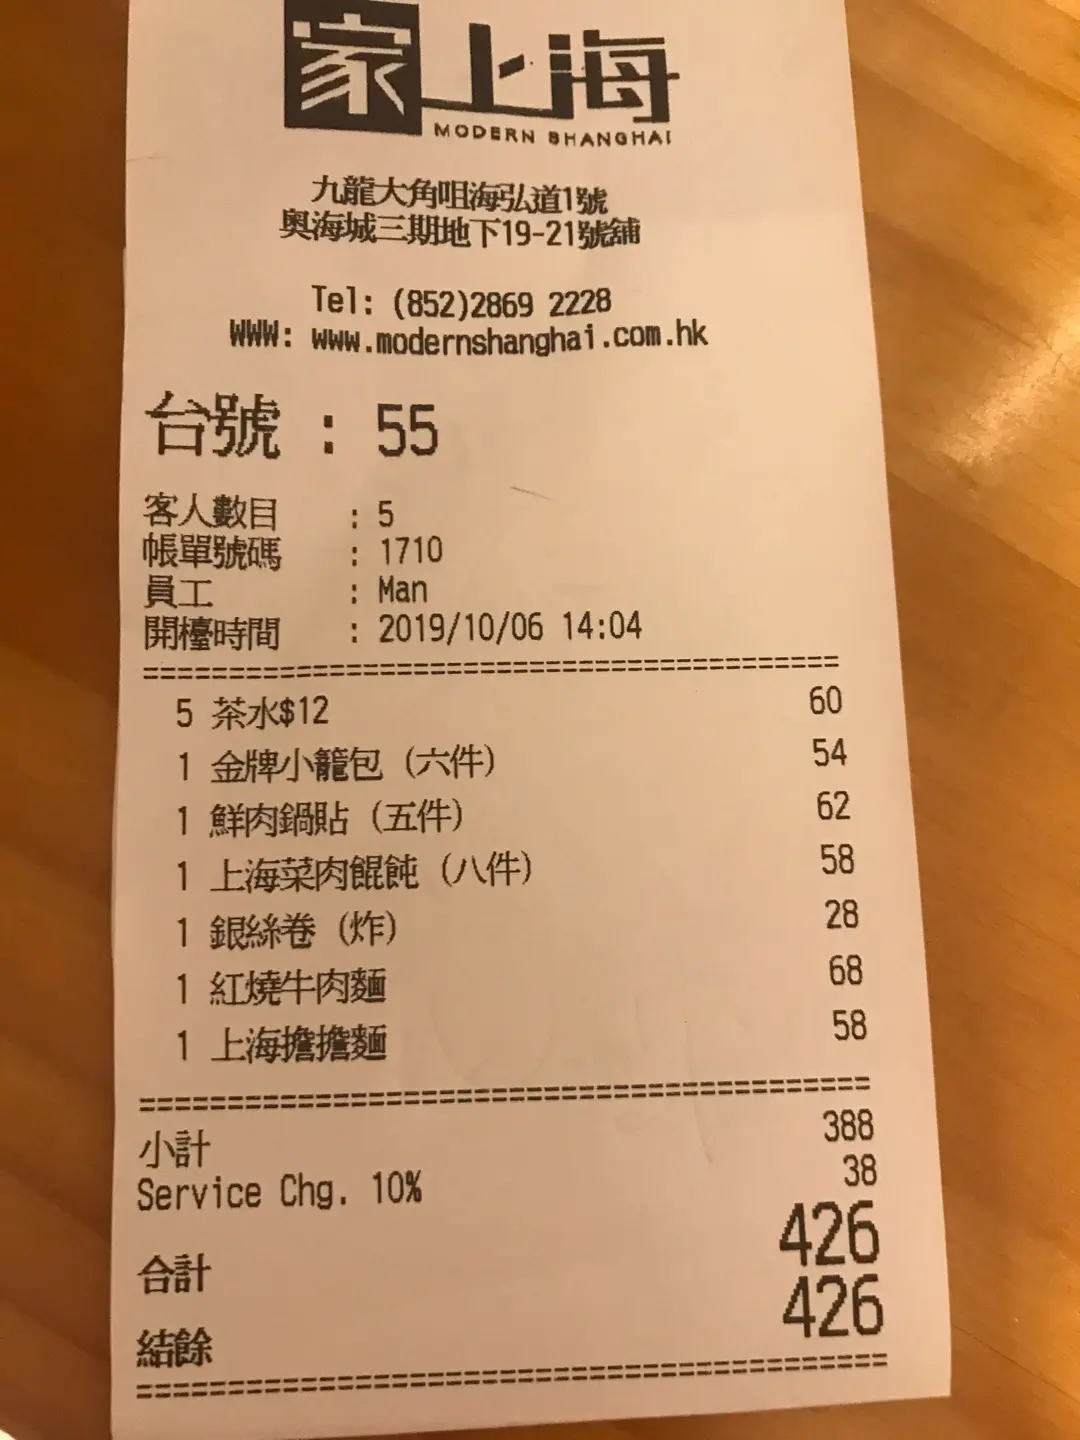 家上海
MODERN SHANGHAI
九龍大角咀海弘道1號
奧海城三期地下19-21號舖
Tel: (852)2869 2228
WWW: www.modernshanghai.com.hk
台號 : 55
客人數目 : 5
帳單號碼 : 1710
員工 : Man
開檯時間 : 2019/10/06 14:04
5 茶水$12 60
1 金牌小籠包 (六件) 54
1 鮮肉鍋貼 (五件) 62
1 上海菜肉餛飩 (八件) 58
1 銀絲卷 (炸) 28
1 紅燒牛肉麵 68
1 上海擔擔麵 58
小計 388
Service Chg. 10% 38
合計 426
結餘 426